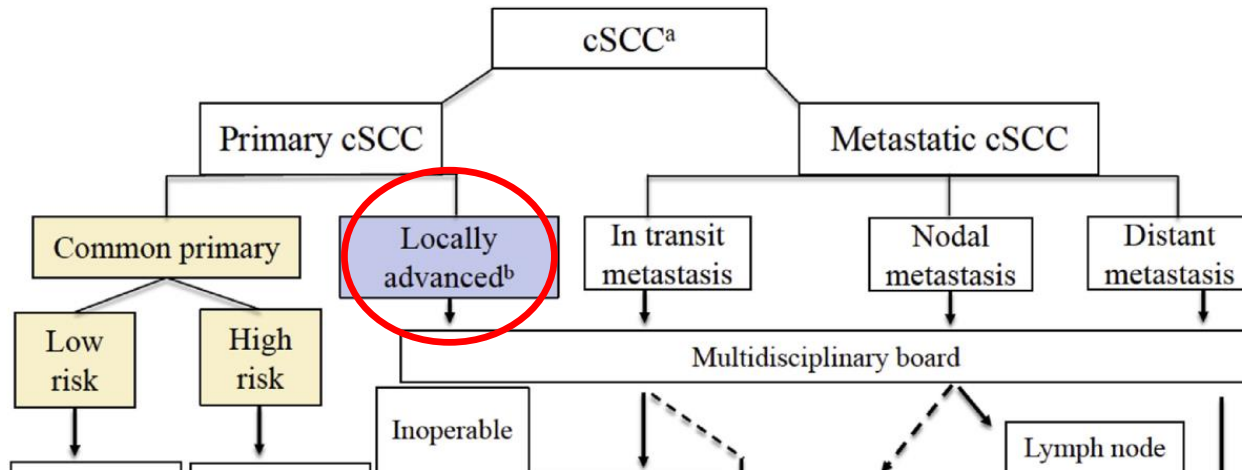 cSCCᵃ
Primary cSCC
Metastatic cSCC
Common primary
Locally
advancedᵇ
In transit
metastasis
Nodal
metastasis
Distant
metastasis
Low
risk
High
risk
Multidisciplinary board
Inoperable
Lymph node